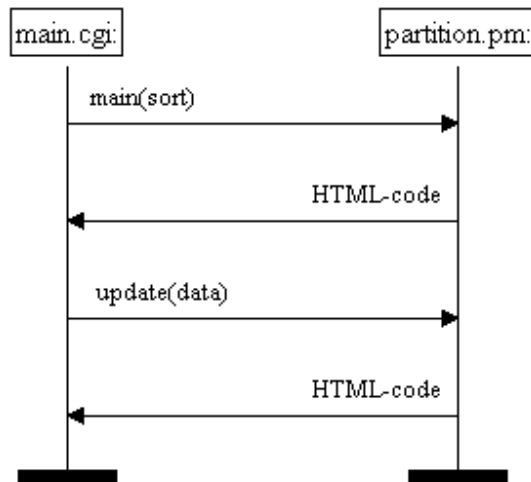 main.cgi:
partition.pm:
main(sort)
HTML-code
update(data)
HTML-code